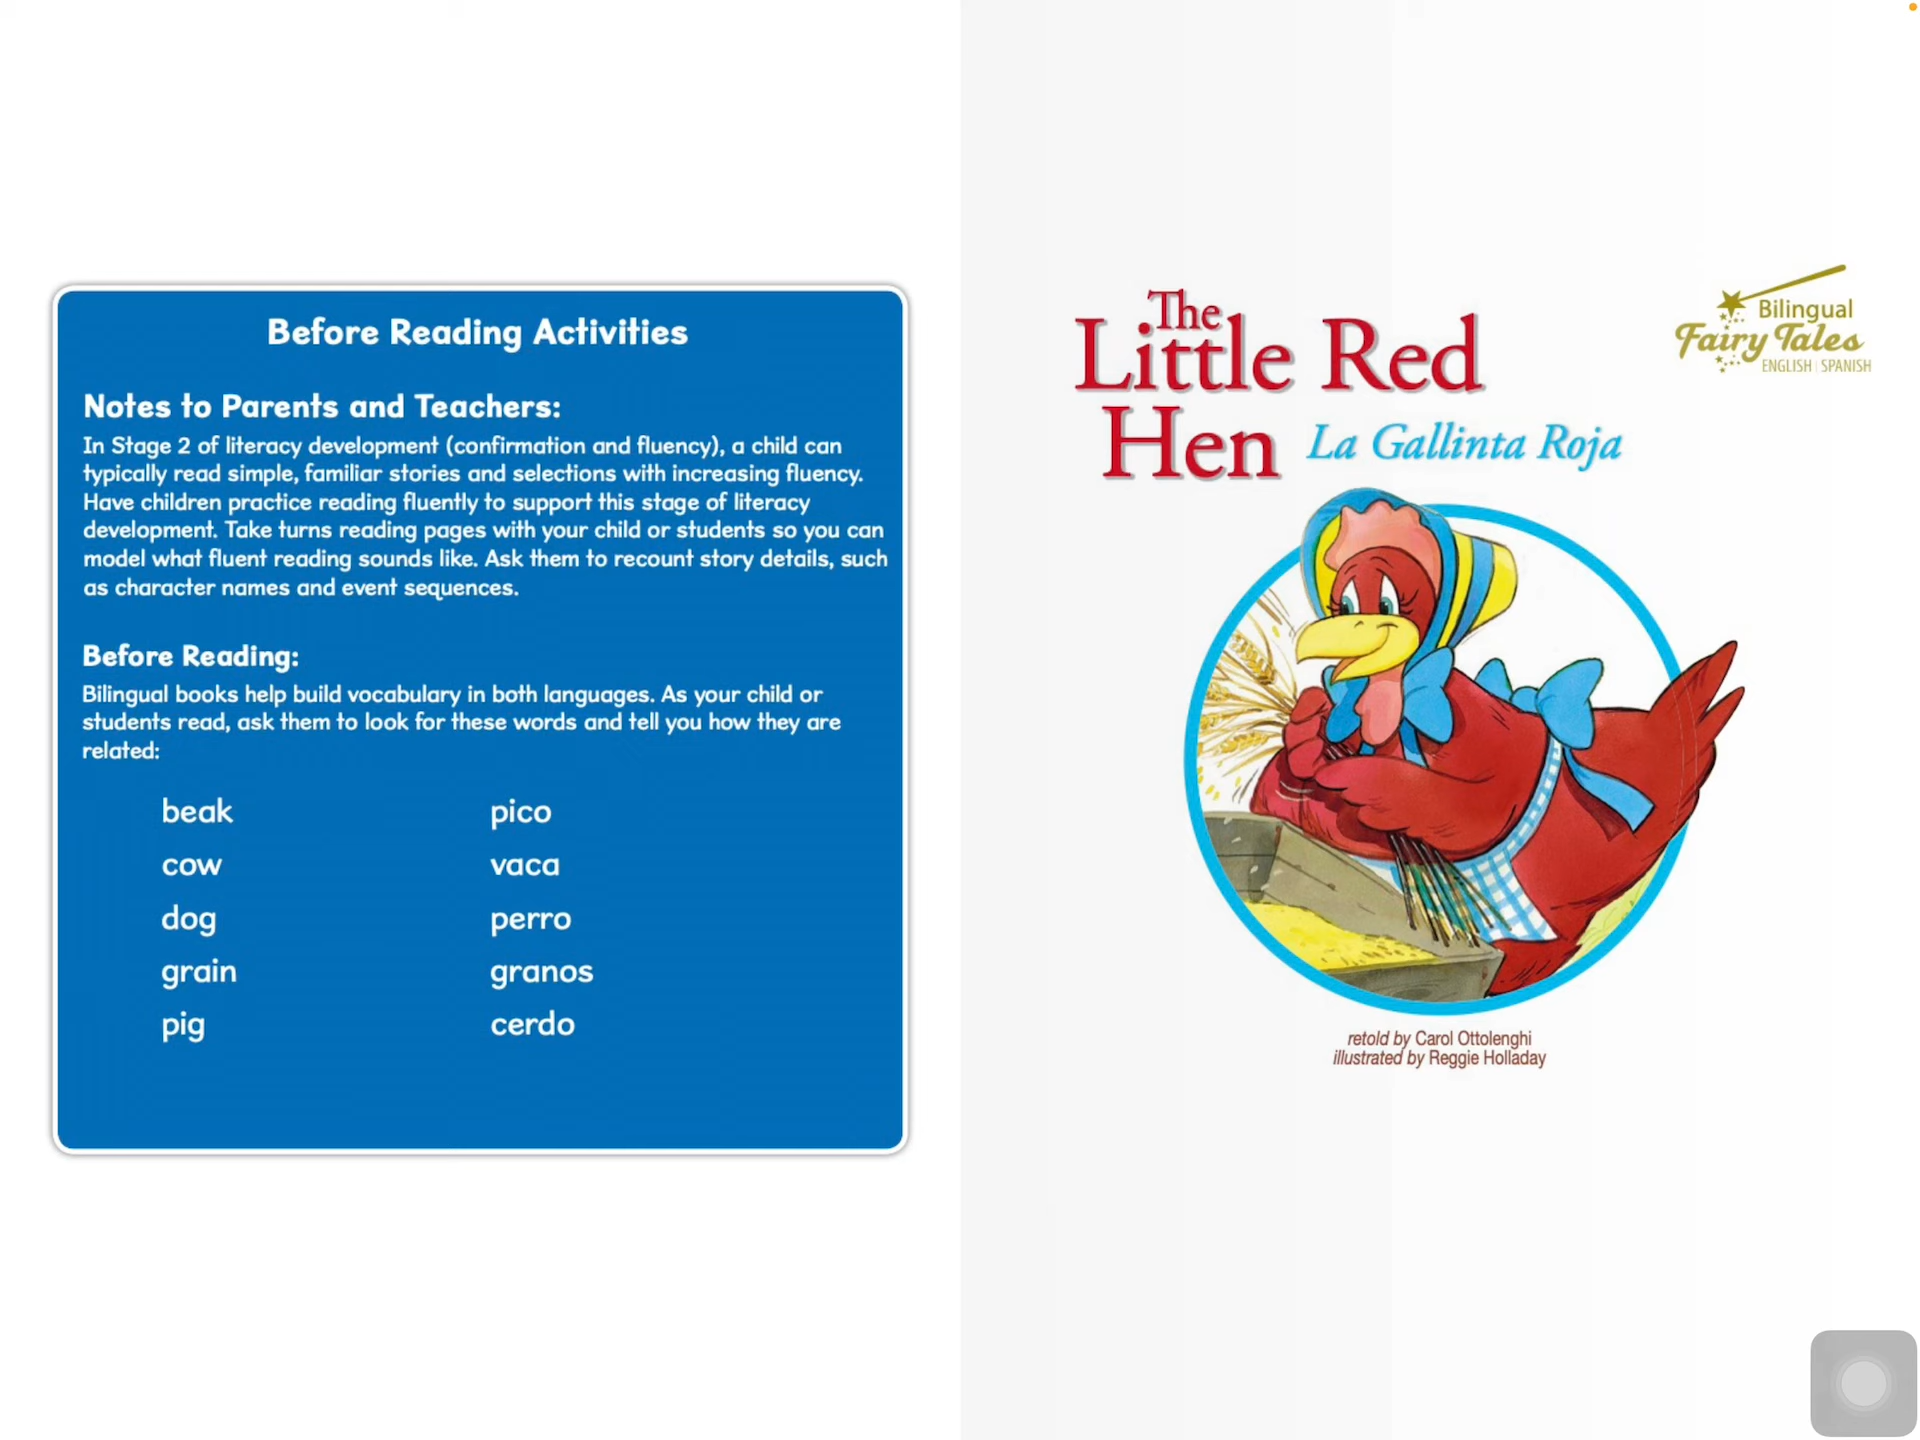 Before Reading Activities
Notes to Parents and Teachers:
In Stage 2 of literacy development (confirmation and fluency), a child can
typically read simple, familiar stories and selections with increasing fluency.
Have children practice reading fluently to support this stage of literacy
development. Take turns reading pages with your child or students so you can
model what fluent reading sounds like. Ask them to recount story details, such
as character names and event sequences.
Before Reading:
Bilingual books help build vocabulary in both languages. As your child or
students read, ask them to look for these words and tell you how they are
related:
beak pico
cow vaca
dog perro
grain granos
pig cerdo
The
Little Red
Hen La Gallinta Roja
Bilingual
Fairy Tales
ENGLISH | SPANISH
retold by Carol Ottolenghi
illustrated by Reggie Holladay